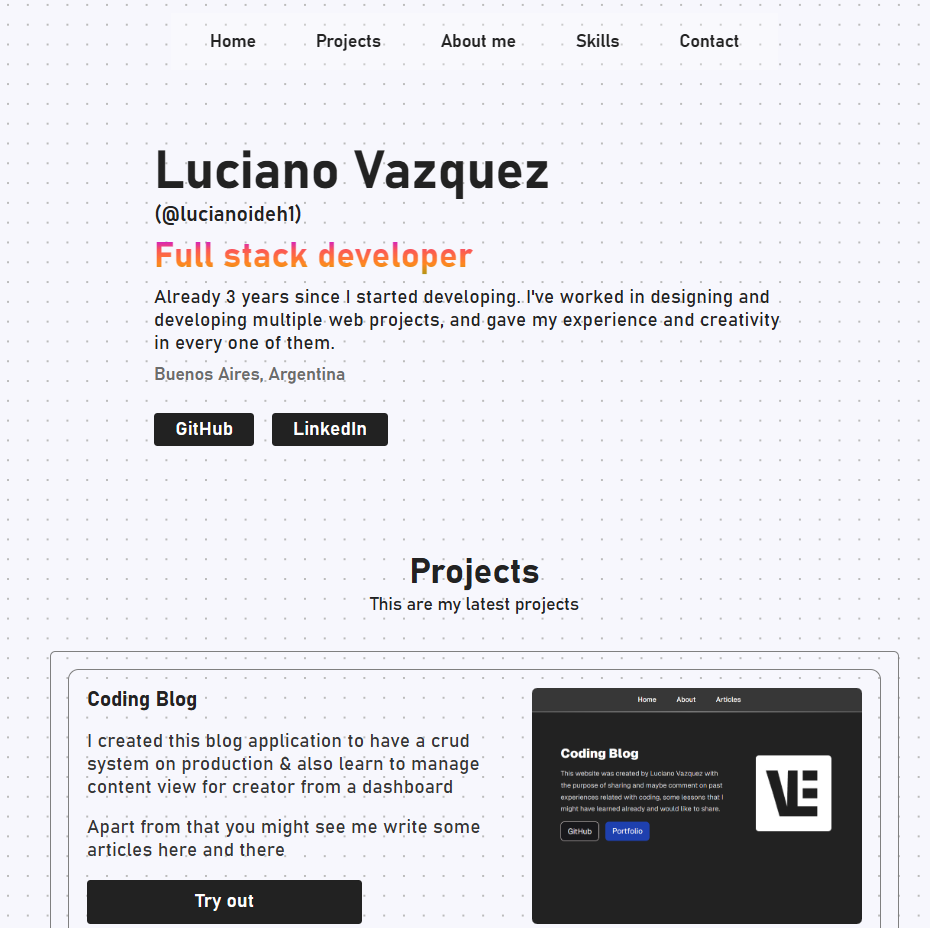 Home Projects About me Skills Contact
Luciano Vazquez
(@lucianoideh1)
Full stack developer
Already 3 years since I started developing. I've worked in designing and
developing multiple web projects, and gave my experience and creativity
in every one of them.
Buenos Aires, Argentina
GitHub LinkedIn
Projects
This are my latest projects
Coding Blog
I created this blog application to have a crud
system on production & also learn to manage
content view for creator from a dashboard
Apart from that you might see me write some
articles here and there
Try out
Home About Articles
Coding Blog
This website was created by Luciano Vazquez with
the purpose of sharing and maybe comment on past
experiences related with coding, some lessons that I
might have learned already and would like to share.
GitHub Portfolio
VE